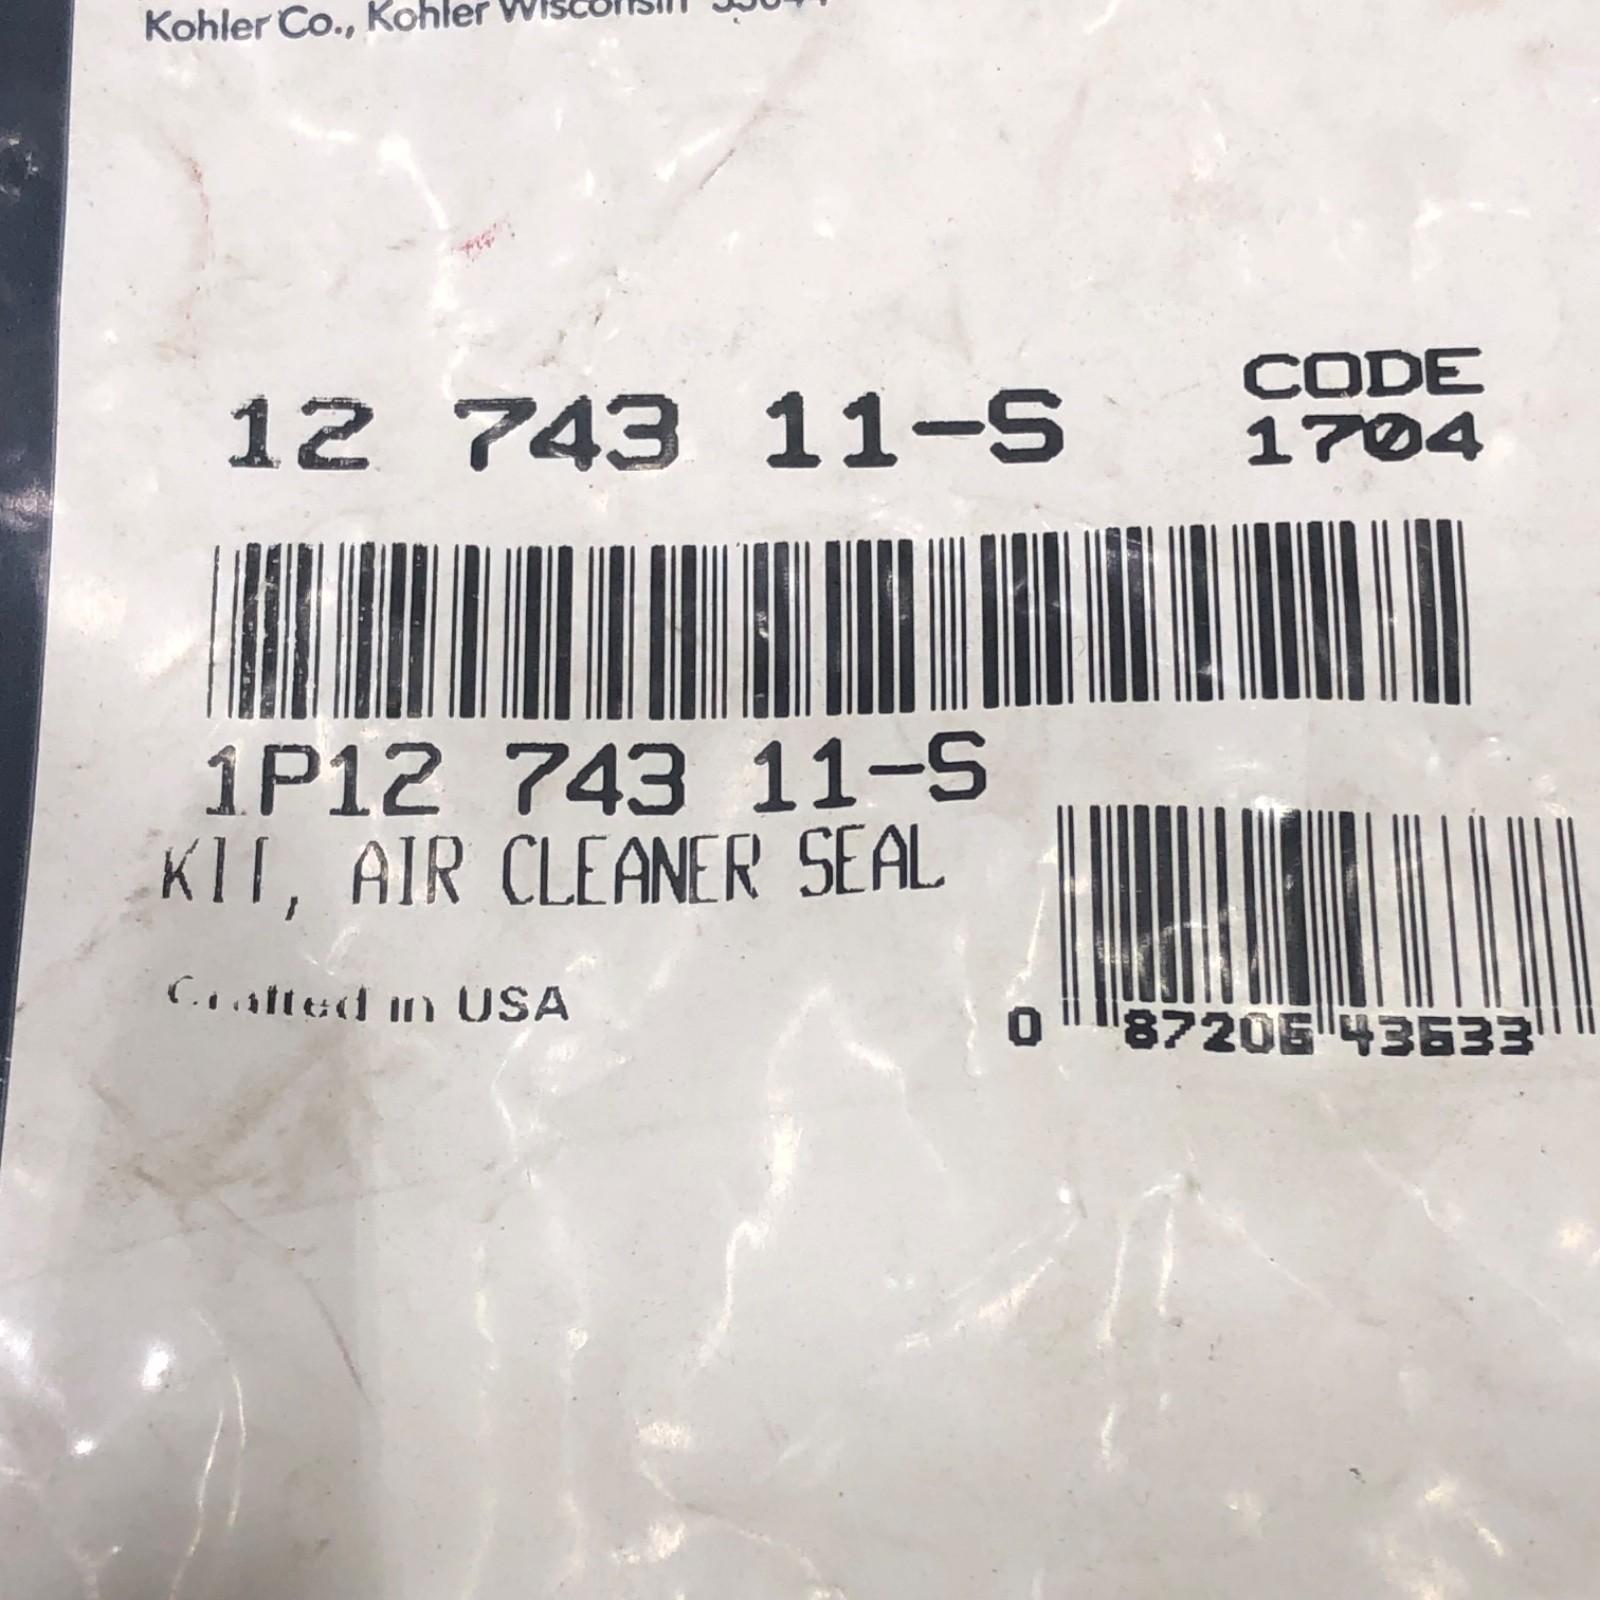 Kohler Co., Kohler Wisconsin
12 743 11-S
CODE
1704
1P12 743 11-S
KIT, AIR CLEANER SEAL
Crafted in USA
0 87206 43633